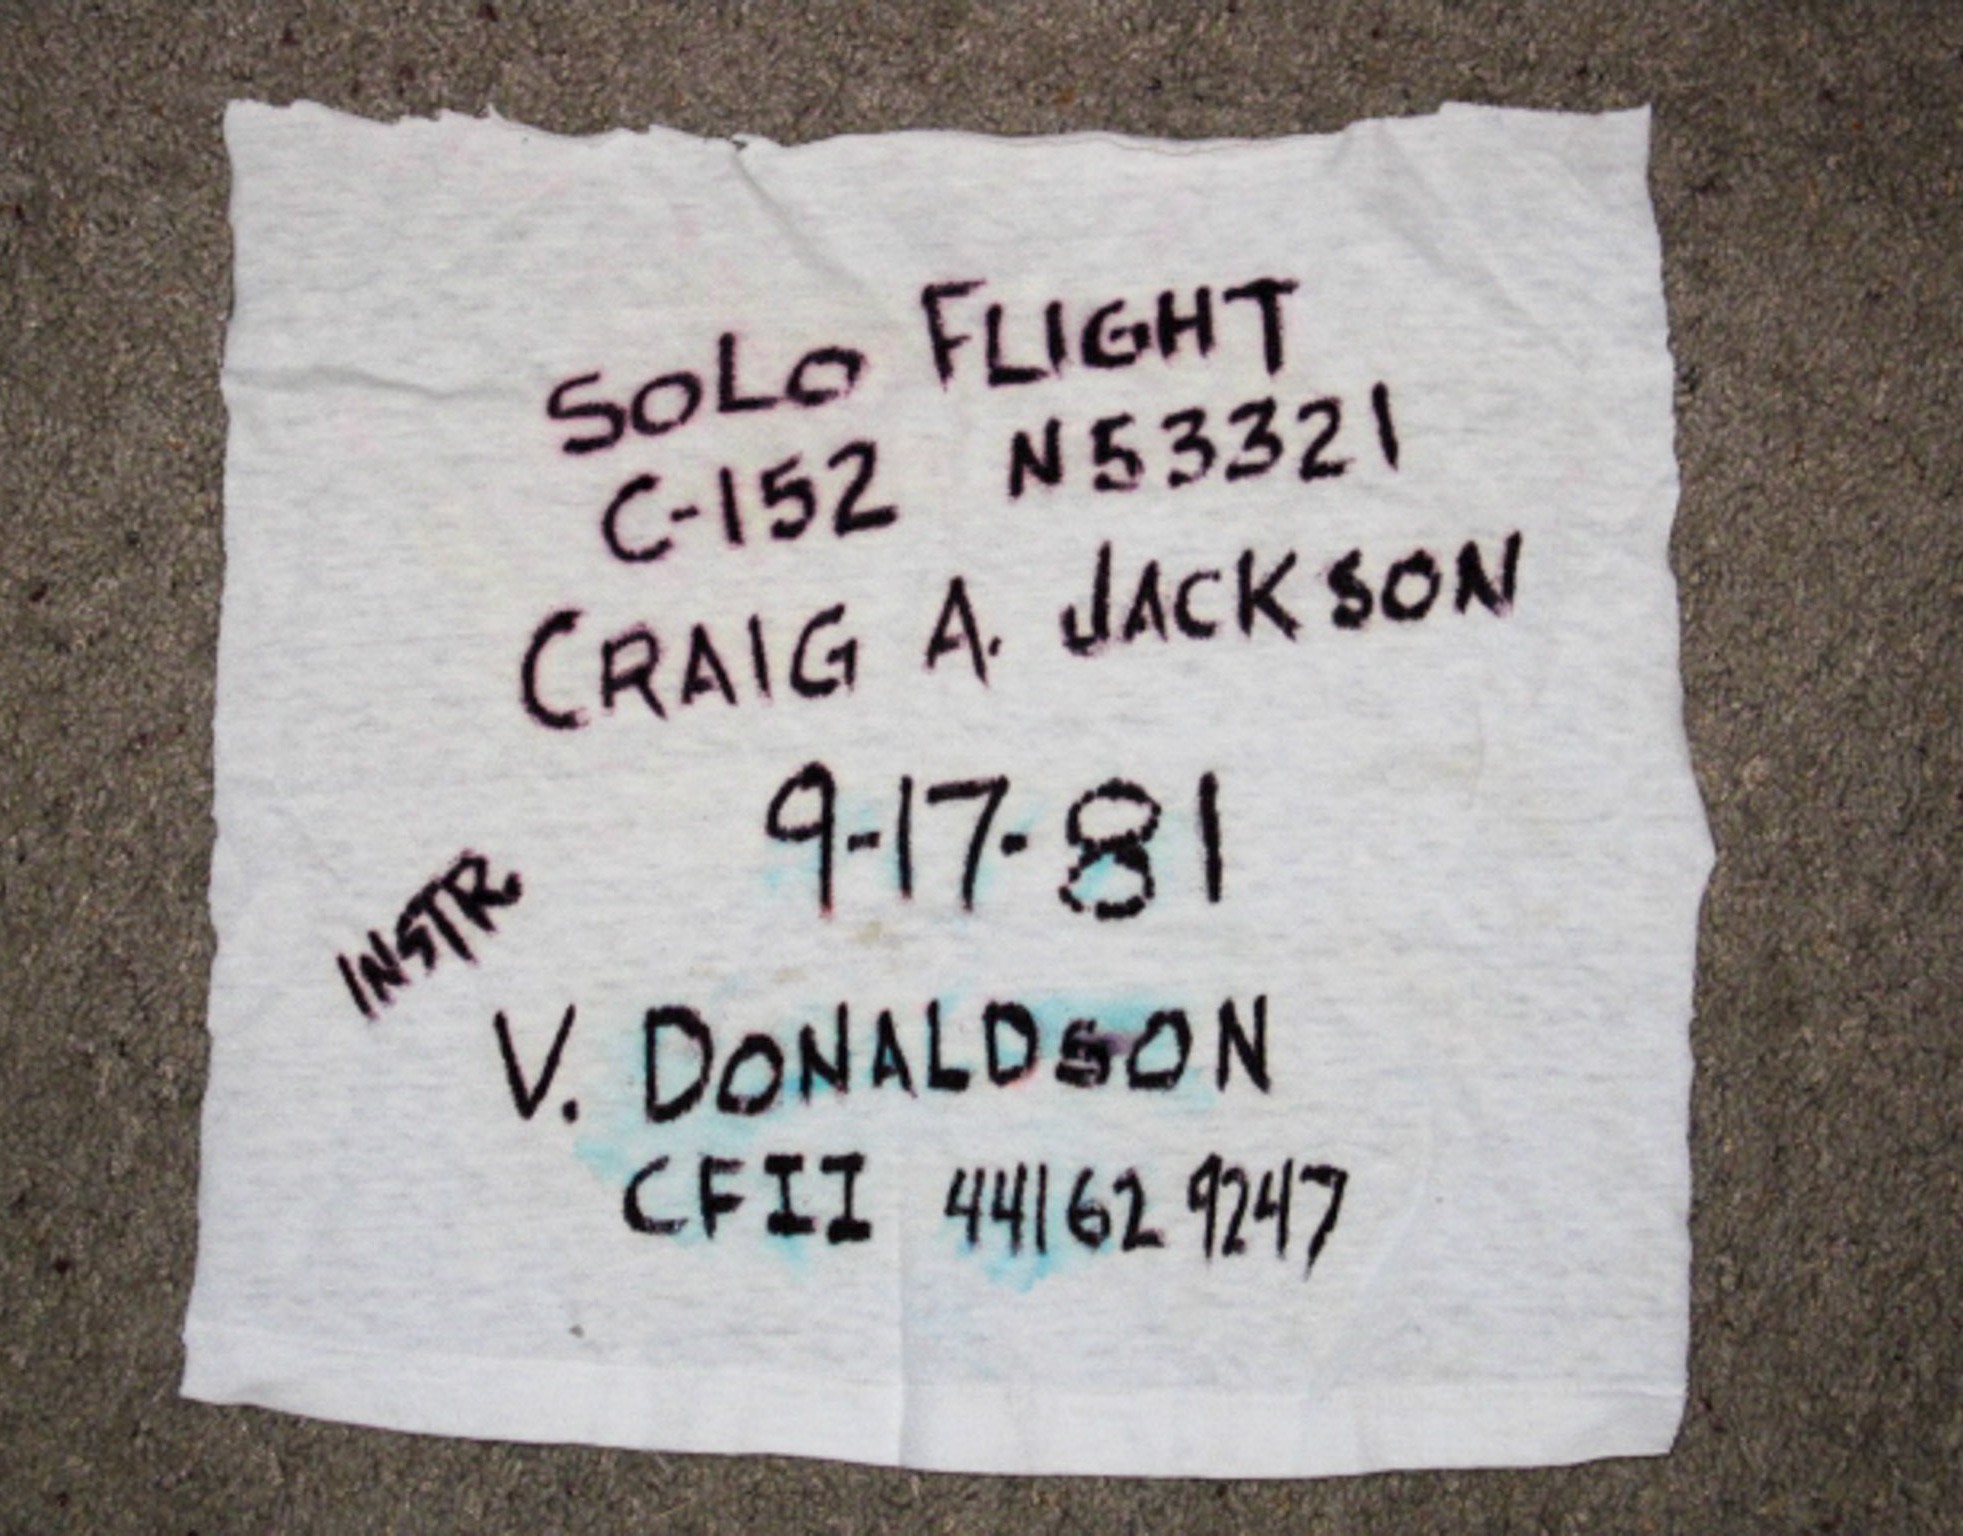 SOLO FLIGHT
C-152 N53321
CRAIG A. JACKSON
9-17-81
INSTR.
V. DONALDSON
CFII 441629247